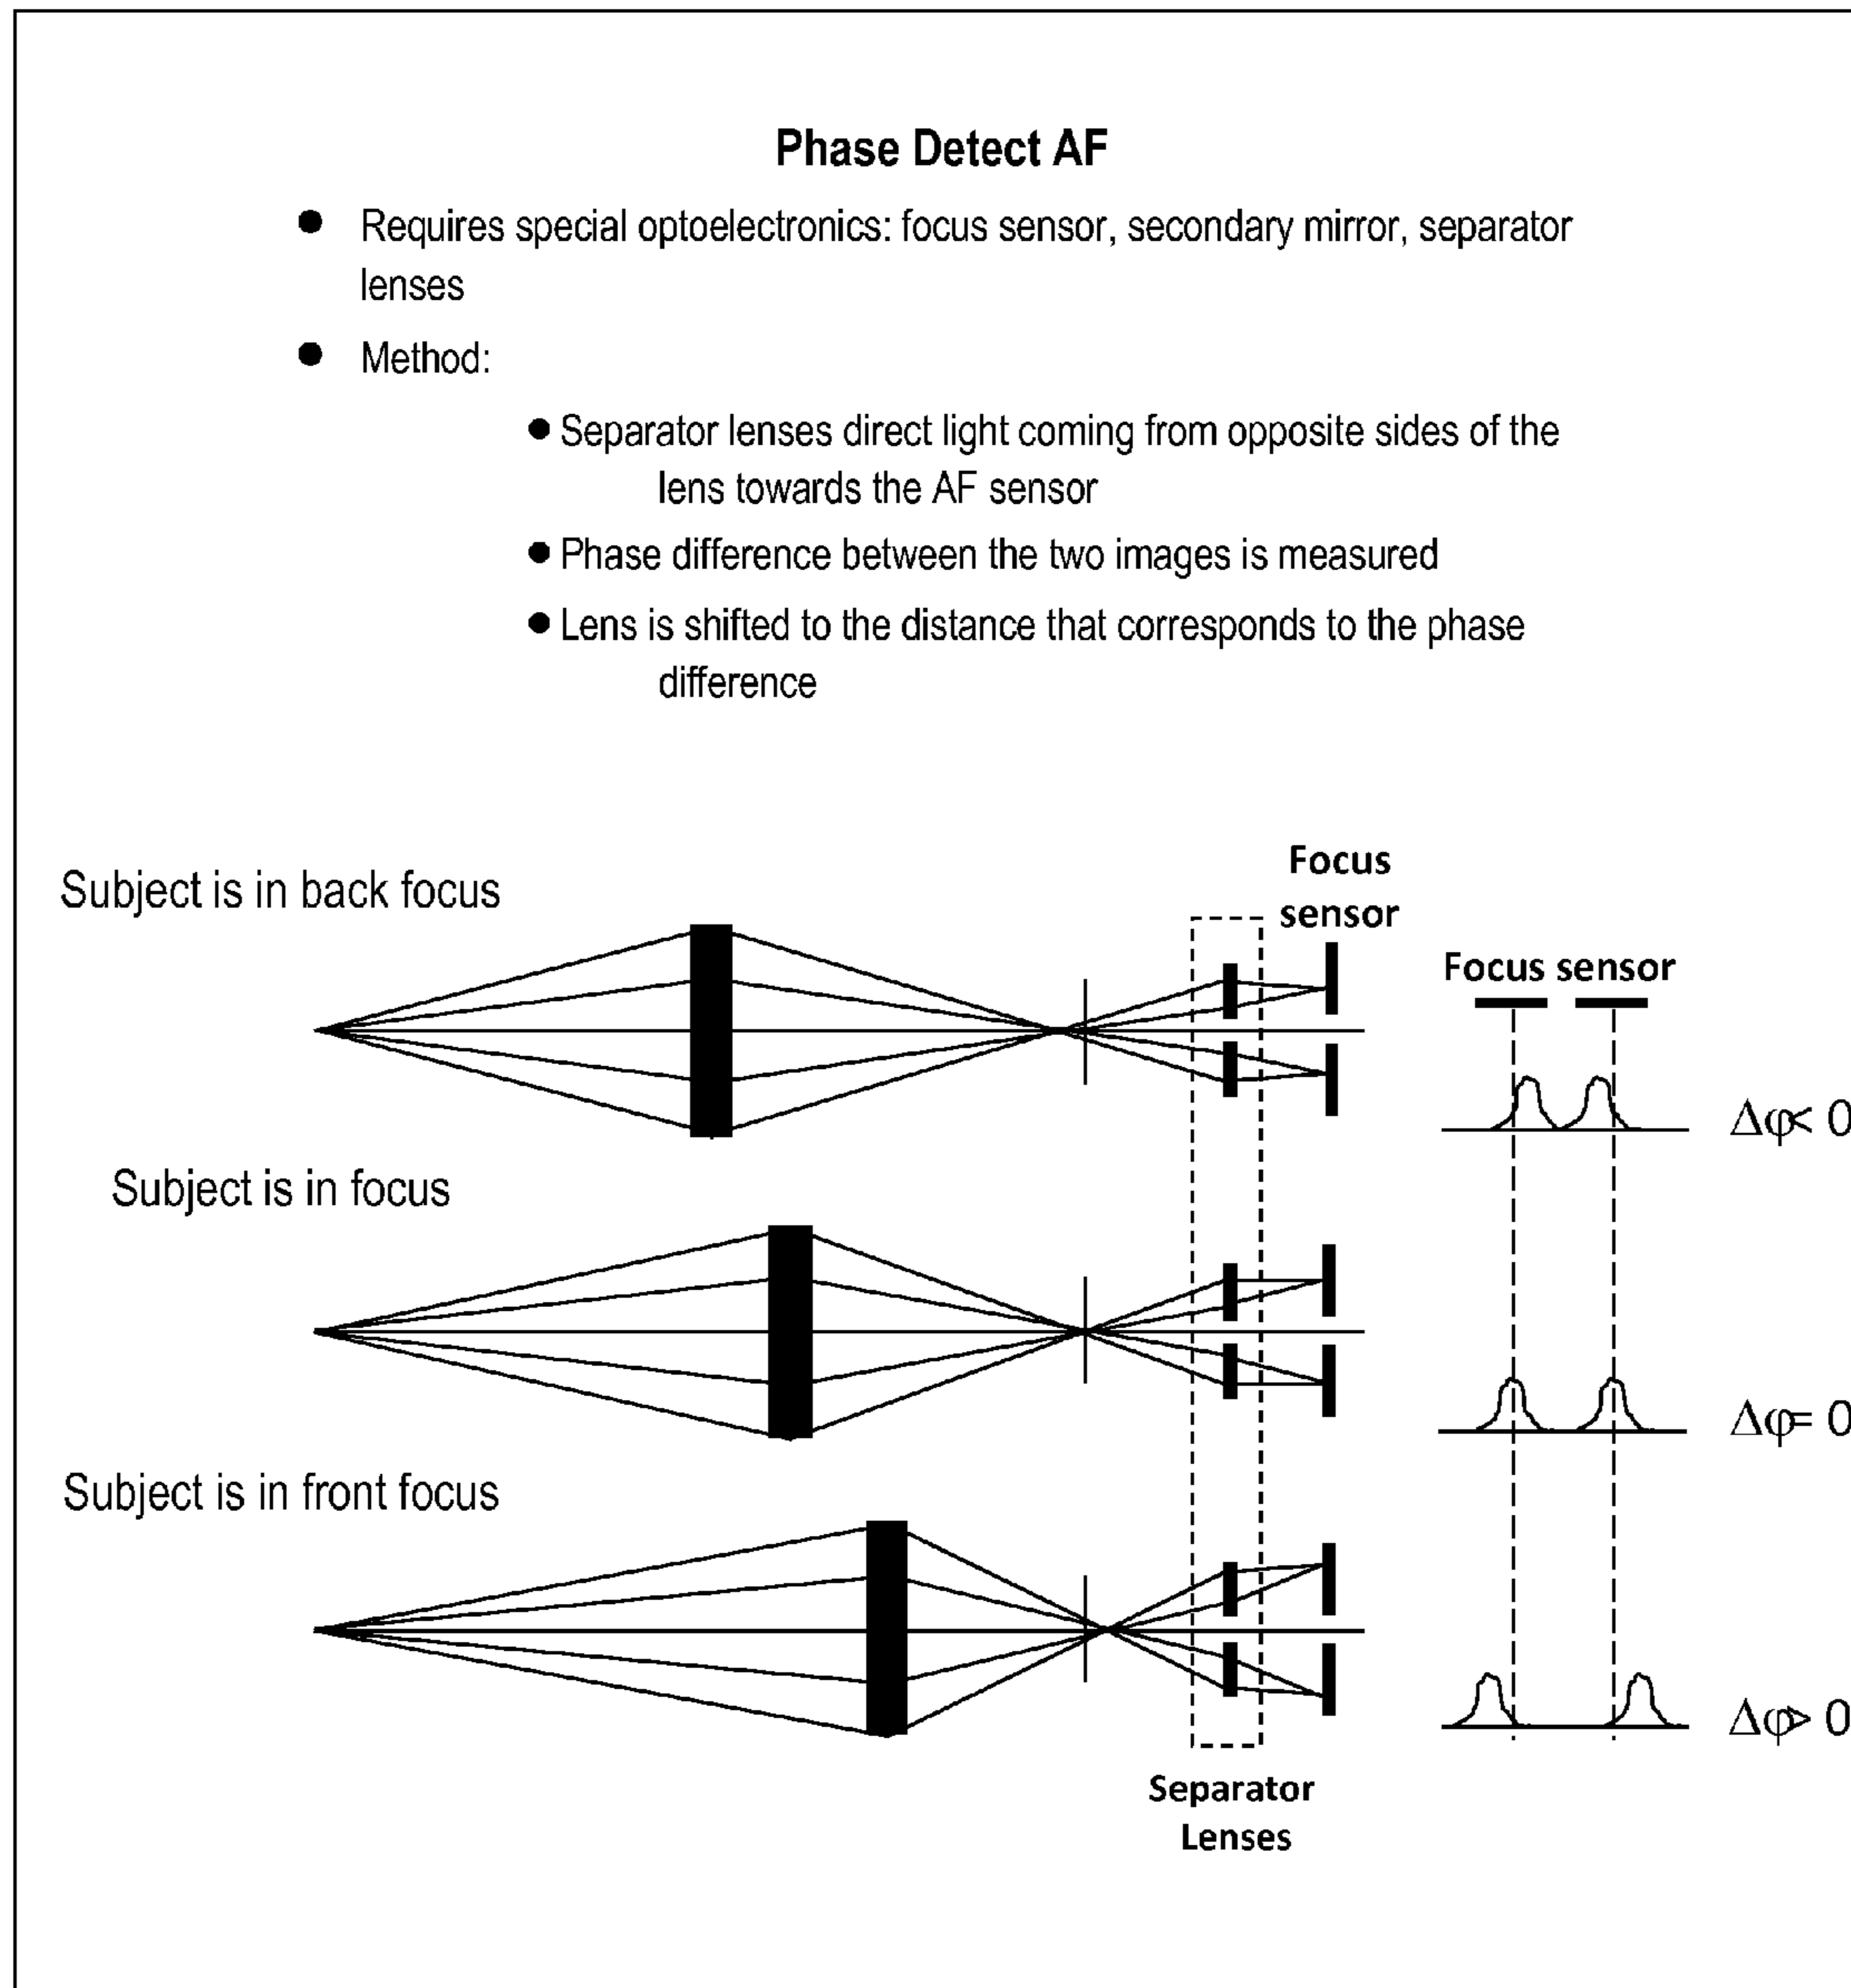 Phase Detect AF
● Requires special optoelectronics: focus sensor, secondary mirror, separator
lenses
● Method:
● Separator lenses direct light coming from opposite sides of the
lens towards the AF sensor
● Phase difference between the two images is measured
● Lens is shifted to the distance that corresponds to the phase
difference
Subject is in back focus
Focus
sensor
Focus sensor
Δφ< 0
Subject is in focus
Δφ= 0
Subject is in front focus
Δφ> 0
Separator
Lenses